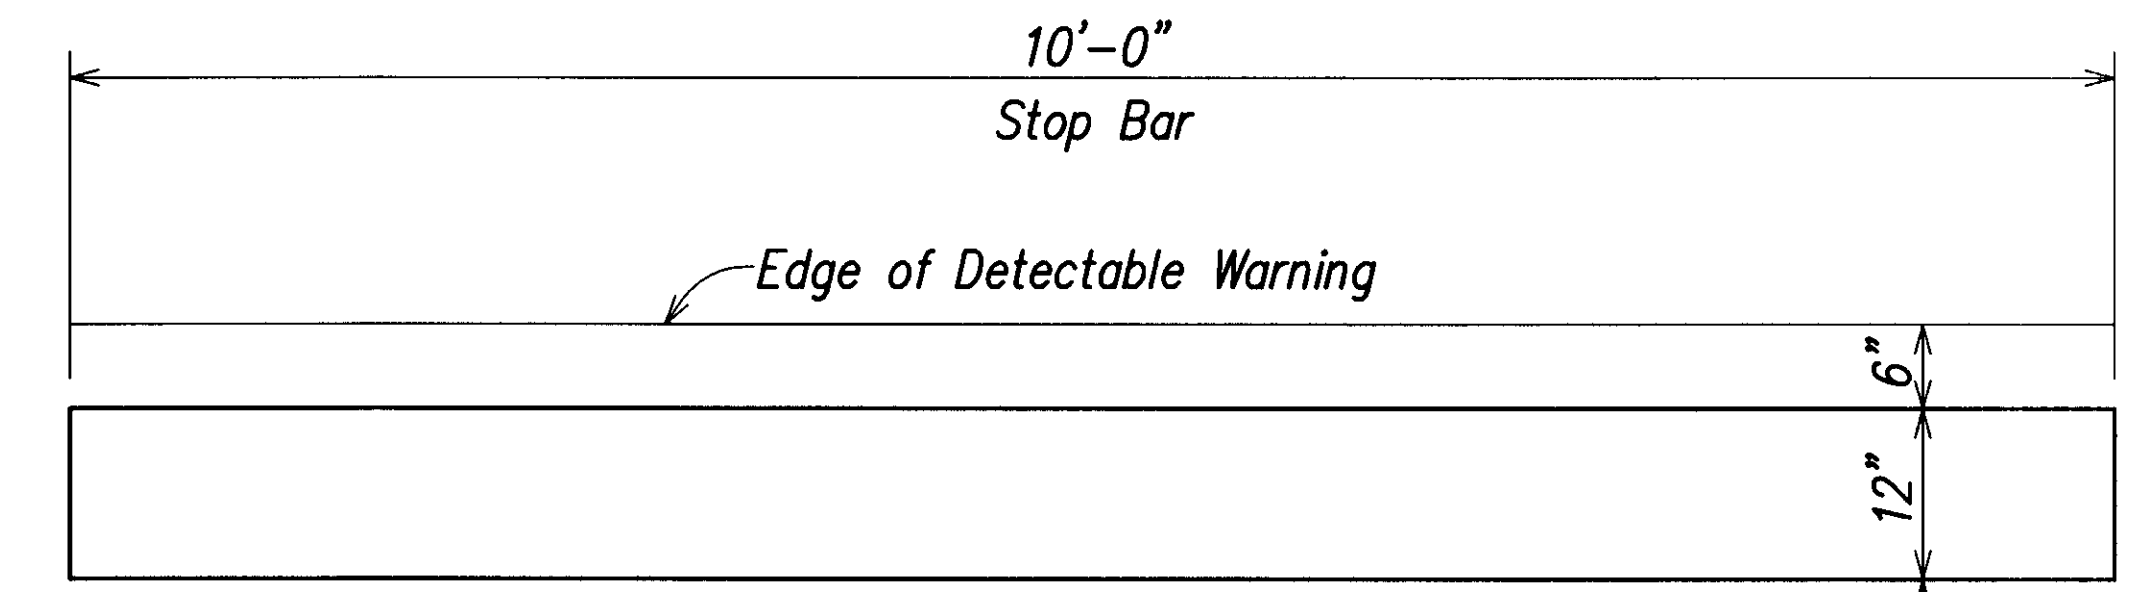 10'-0"
Stop Bar
Edge of Detectable Warning
6"
12"